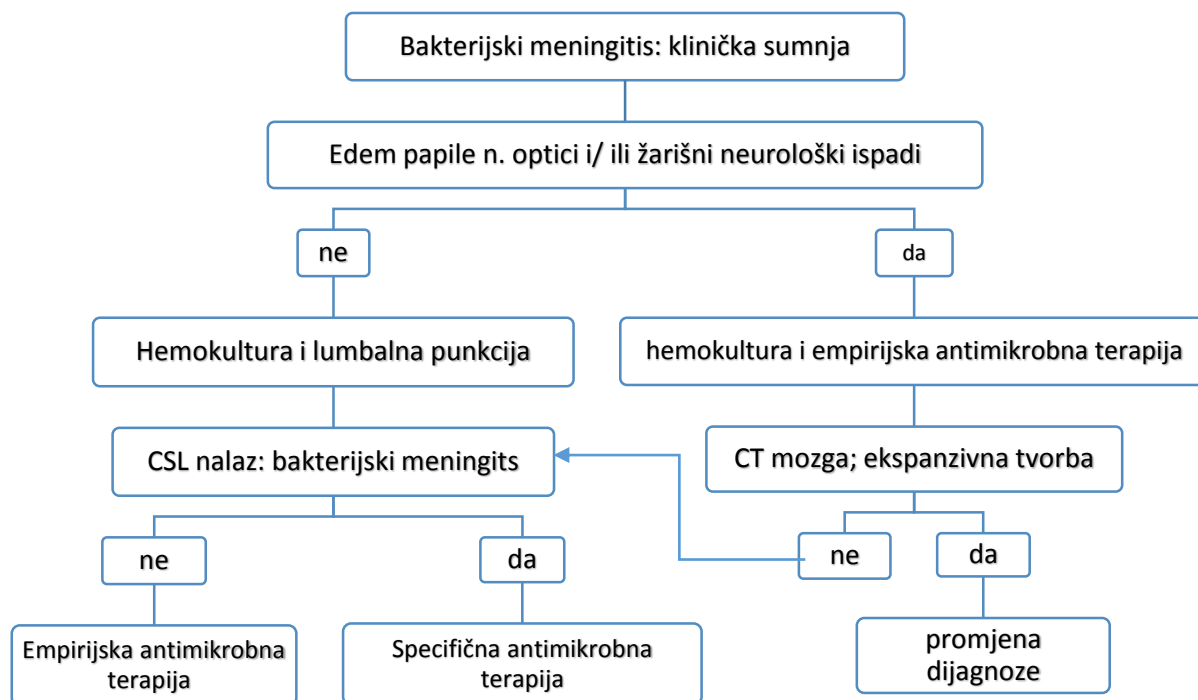 Bakterijski meningitis: klinička sumnja
Edem papile n. optici i/ ili žarišni neurološki ispadi
ne
da
Hemokultura i lumbalna punkcija
hemokultura i empirijska antimikrobna terapija
CSL nalaz: bakterijski meningits
CT mozga; ekspanzivna tvorba
ne
da
ne
da
Empirijska antimikrobna
terapija
Specifična antimikrobna
terapija
promjena
dijagnoze